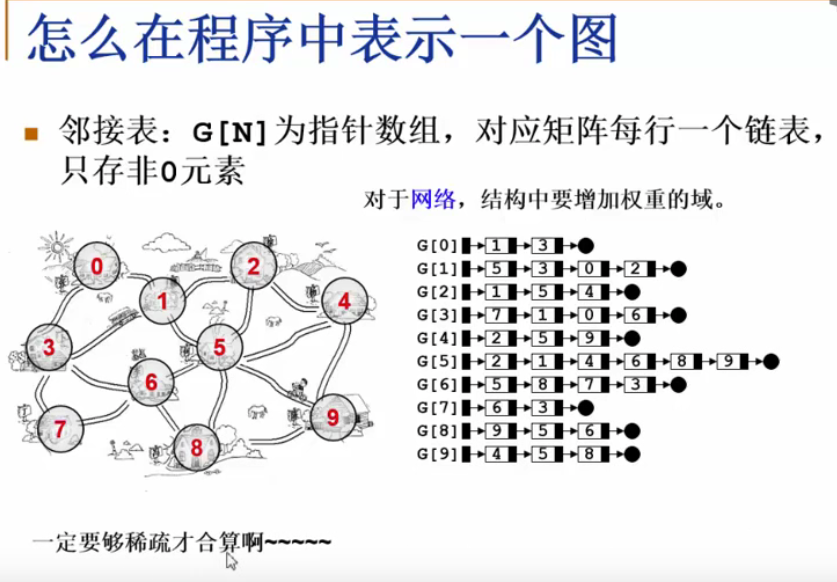 怎么在程序中表示一个图
邻接表：G[N]为指针数组，对应矩阵每行一个链表，
只存非0元素
对于网络，结构中要增加权重的域。
0
1
2
3
4
5
6
7
8
9
G[0] 1 3
G[1] 5 3 0 2
G[2] 1 5 4
G[3] 7 1 0 6
G[4] 2 5 9
G[5] 2 1 4 6 8 9
G[6] 5 8 7 3
G[7] 6 3
G[8] 9 5 6
G[9] 4 5 8
一定要够稀疏才合算啊~~~~~